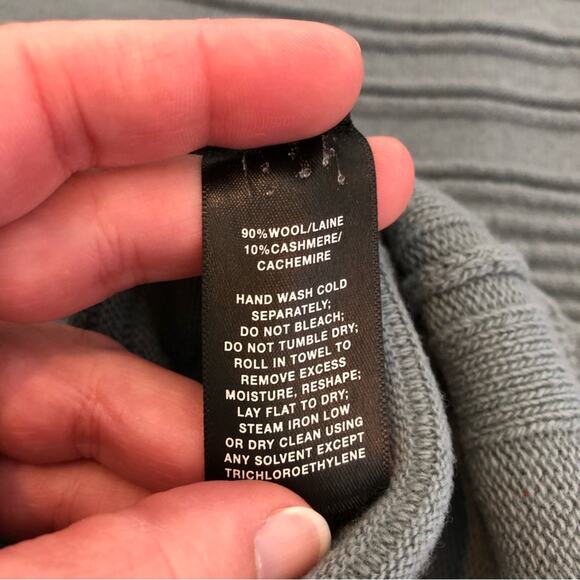 90%WOOL/LAINE
10%CASHMERE/
CACHEMIRE
HAND WASH COLD
SEPARATELY;
DO NOT BLEACH;
DO NOT TUMBLE DRY;
ROLL IN TOWEL TO
REMOVE EXCESS
MOISTURE, RESHAPE;
LAY FLAT TO DRY;
STEAM IRON LOW
OR DRY CLEAN USING
ANY SOLVENT EXCEPT
TRICHLOROETHYLENE